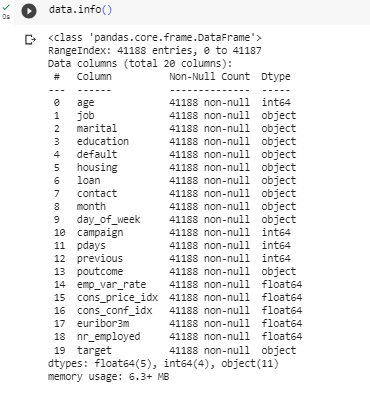 data.info()
0s
<class 'pandas.core.frame.DataFrame'>
RangeIndex: 41188 entries, 0 to 41187
Data columns (total 20 columns):
 #   Column          Non-Null Count  Dtype
---  ------          --------------  -----
 0   age             41188 non-null  int64
 1   job             41188 non-null  object
 2   marital         41188 non-null  object
 3   education       41188 non-null  object
 4   default         41188 non-null  object
 5   housing         41188 non-null  object
 6   loan            41188 non-null  object
 7   contact         41188 non-null  object
 8   month           41188 non-null  object
 9   day_of_week     41188 non-null  object
 10  campaign        41188 non-null  int64
 11  pdays           41188 non-null  int64
 12  previous        41188 non-null  int64
 13  poutcome        41188 non-null  object
 14  emp_var_rate    41188 non-null  float64
 15  cons_price_idx  41188 non-null  float64
 16  cons_conf_idx   41188 non-null  float64
 17  euribor3m       41188 non-null  float64
 18  nr_employed     41188 non-null  float64
 19  target          41188 non-null  object
dtypes: float64(5), int64(4), object(11)
memory usage: 6.3+ MB